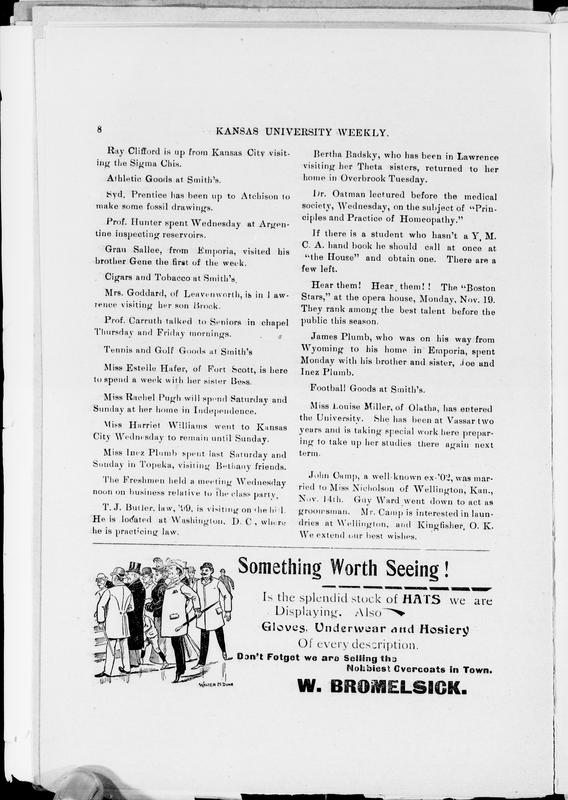 8
KANSAS UNIVERSITY WEEKLY.
Ray Clifford is up from Kansas City visit-
ing the Sigma Chis.
Athletic Goods at Smith's.
Syd. Prentice has been up to Atchison to
make some fossil drawings.
Prof. Hunter spent Wednesday at Argen-
tine inspecting reservoirs.
Grau Sallee, from Emporia, visited his
brother Gene the first of the week.
Cigars and Tobacco at Smith's.
Mrs. Goddard, of Leavenworth, is in Law-
rence visiting her son Brock.
Prof. Carruth talked to Seniors in chapel
Thursday and Friday mornings.
Tennis and Golf Goods at Smith's
Miss Estelle Hafer, of Fort Scott, is here
to spend a week with her sister Bess.
Miss Rachel Pugh will spend Saturday and
Sunday at her home in Independence.
Miss Harriet Williams went to Kansas
City Wednesday to remain until Sunday.
Miss Inez Plumb spent last Saturday and
Sunday in Topeka, visiting Bethany friends.
The Freshmen held a meeting Wednesday
noon on business relative to the class party.
T. J. Butler, law, '99, is visiting on the hill.
He is located at Washington. D. C, where
he is practicing law.
Bertha Badsky, who has been in Lawrence
visiting her Theta sisters, returned to her
home in Overbrook Tuesday.
Dr. Oatman lectured before the medical
society, Wednesday, on the subject of "Prin-
ciples and Practice of Homeopathy."
If there is a student who hasn't a Y. M.
C. A. hand book he should call at once at
"the House" and obtain one. There are a
few left.
Hear them! Hear them!! The "Boston
Stars," at the opera house, Monday, Nov. 19.
They rank among the best talent before the
public this season.
James Plumb, who was on his way from
Wyoming to his home in Emporia, spent
Monday with his brother and sister, Joe and
Inez Plumb.
Football Goods at Smith's.
Miss Louise Miller, of Olatha, has entered
the University. She has been at Vassar two
years and is taking special work here prepar-
ing to take up her studies there again next
term.
John Camp, a well-known ex-'02, was mar-
ried to Miss Nicholson of Wellington, Kan.,
Nov. 14th. Guy Ward went down to act as
groomsman. Mr. Camp is interested in laun-
dries at Wellington, and Kingfisher, O. K.
We extend our best wishes.
Something Worth Seeing!
Is the splendid stock of HATS we are
Displaying. Also
Gloves, Underwear and Hosiery
Of every description.
Don't Fotget we are Selling the
Nobbiest Overcoats in Town.
W. BROMELSICK.